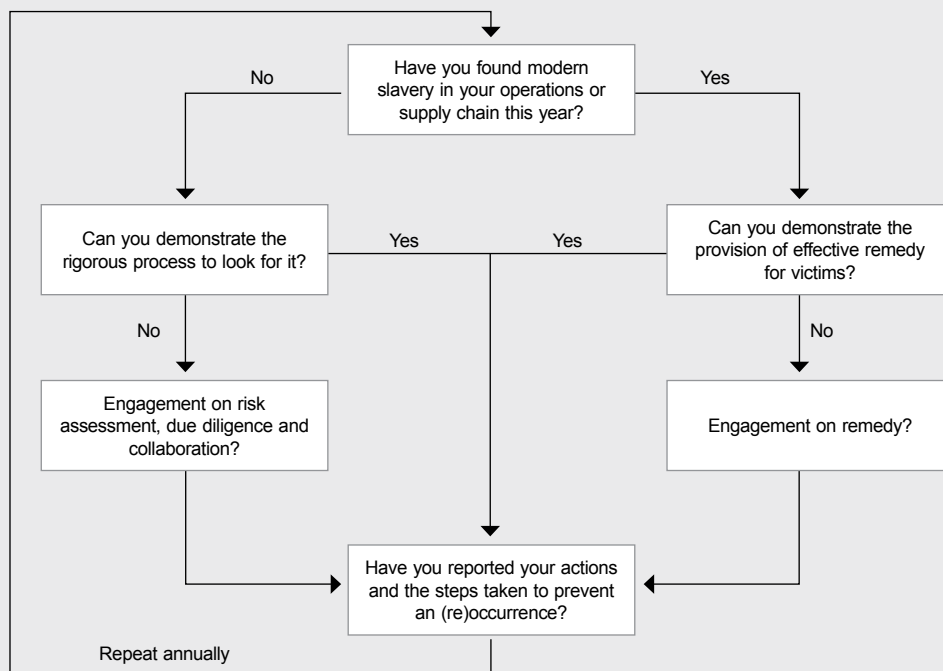 Have you found modern
slavery in your operations or
supply chain this year?
No
Yes
Can you demonstrate the
rigorous process to look for it?
Yes
Yes
Can you demonstrate the
provision of effective remedy
for victims?
No
No
Engagement on risk
assessment, due diligence and
collaboration?
Engagement on remedy?
Have you reported your actions
and the steps taken to prevent
an (re)occurrence?
Repeat annually